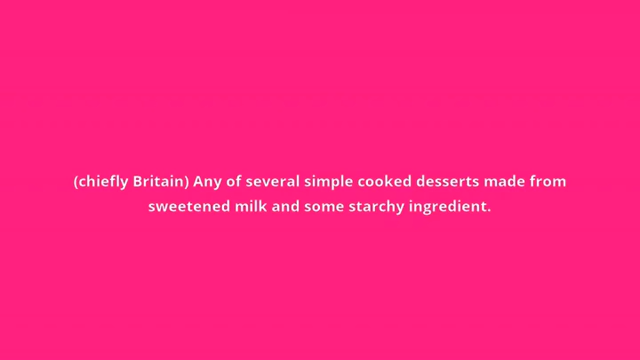 (chiefly Britain) Any of several simple cooked desserts made from
sweetened milk and some starchy ingredient.